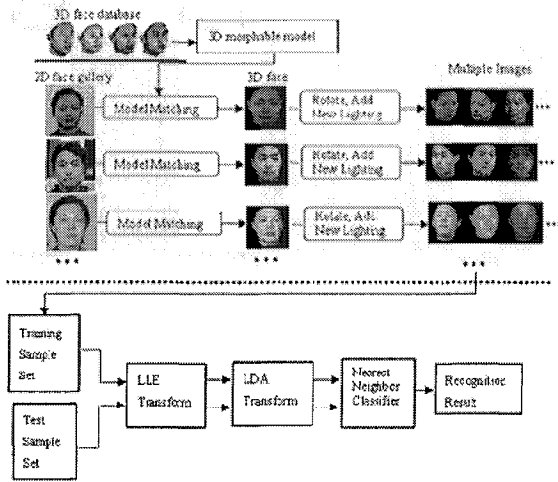 3D face database
3D morphable model
2D face gallery
3D face
Multiple Images
Model Matching
Rotate, Add
New Lighting
Model Matching
Rotate, Add
New Lighting
Model Matching
Rotate, Add
New Lighting
Training
Sample
Set
Test
Sample
Set
LLE
Transform
LDA
Transform
Nearest
Neighbor
Classifier
Recognition
Result